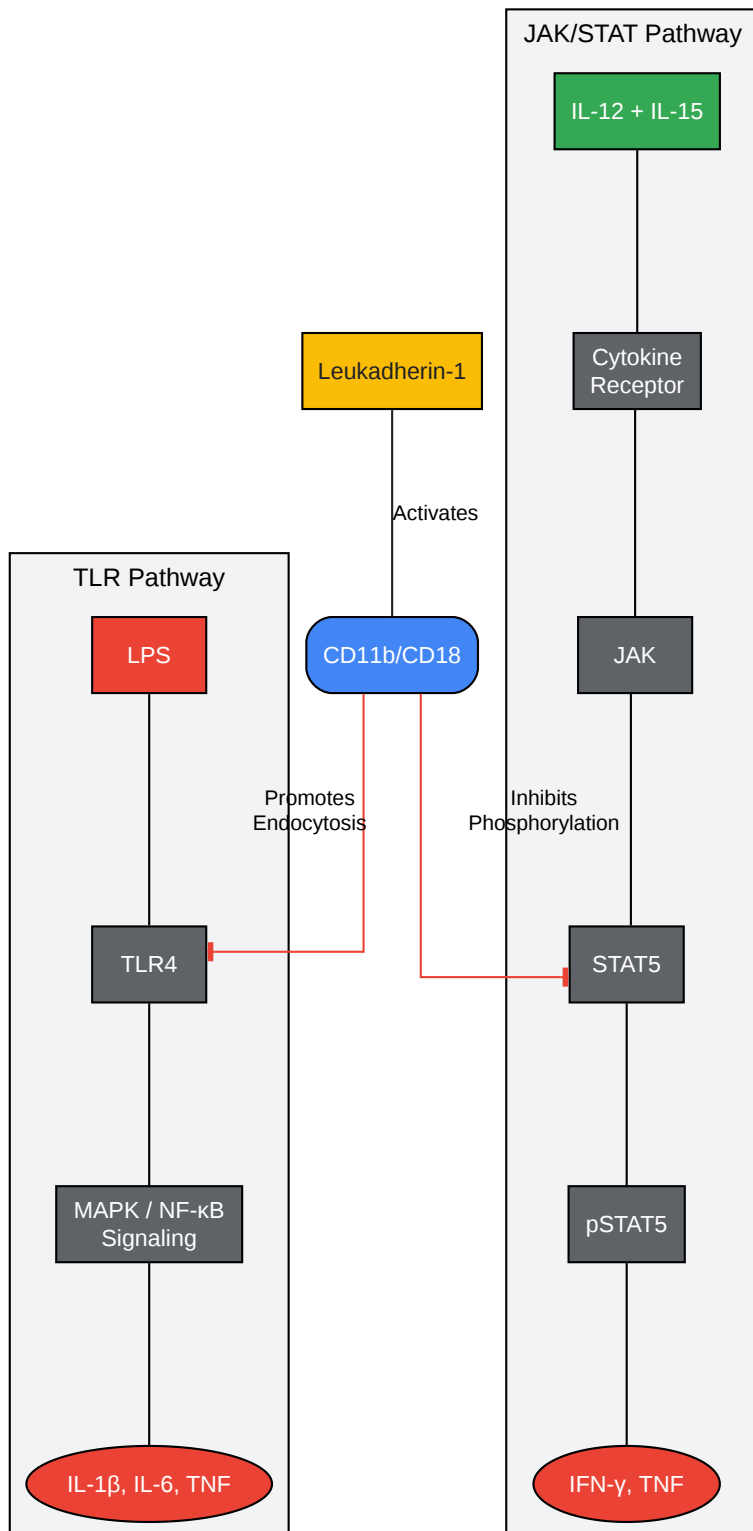 JAK/STAT Pathway
IL-12 + IL-15
Leukadherin-1
Cytokine
Receptor
Activates
TLR Pathway
LPS
CD11b/CD18
JAK
Promotes
Endocytosis
Inhibits
Phosphorylation
TLR4
STAT5
MAPK / NF-κB
Signaling
pSTAT5
IL-1β, IL-6, TNF
IFN-γ, TNF